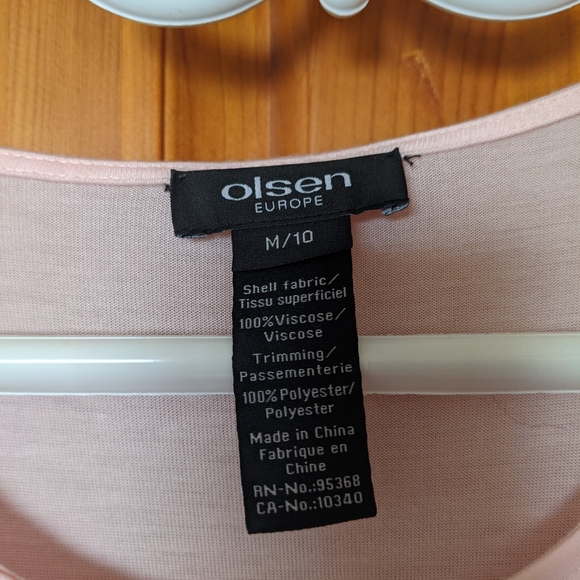 olsen
EUROPE
M/10
Shell fabric/
Tissu superficiel
100%Viscose/
Viscose
Trimming/
Passementerie
100%Polyester/
Polyester
Made in China
Fabrique en
Chine
RN-No.:95368
CA-No.:10340